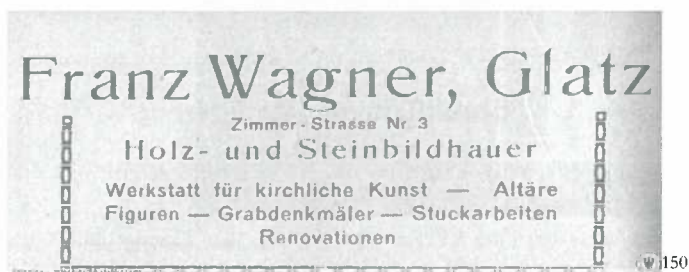 Franz Wagner, Glatz
Zimmer-Strasse Nr. 3
Holz- und Steinbildhauer
Werkstatt für kirchliche Kunst — Altäre
Figuren — Grabdenkmäler — Stuckarbeiten
Renovationen
W 150